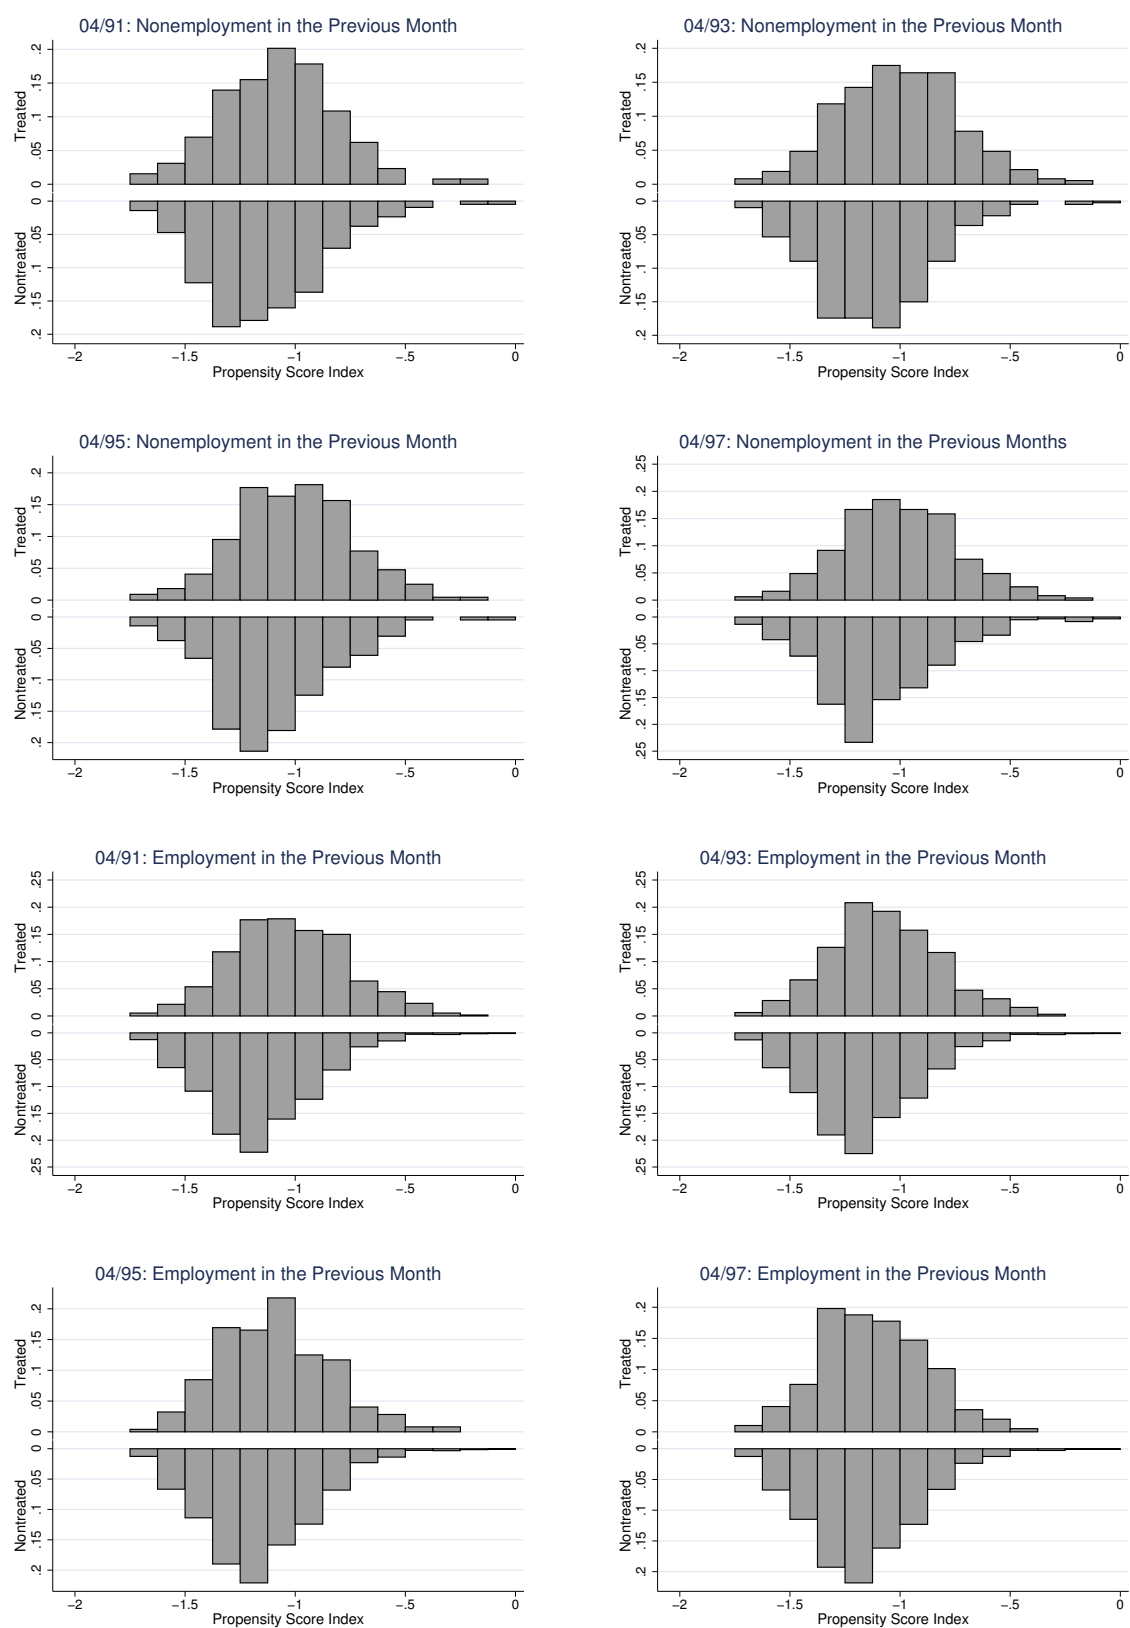 04/91: Nonemployment in the Previous Month
Treated
0 .05 .1 .15 .2
Nontreated
.2 .15 .1 .05 0
−2 −1.5 −1 −.5 0
Propensity Score Index
04/93: Nonemployment in the Previous Month
Treated
0 .05 .1 .15 .2
Nontreated
.2 .15 .1 .05 0
−2 −1.5 −1 −.5 0
Propensity Score Index
04/95: Nonemployment in the Previous Month
Treated
0 .05 .1 .15 .2
Nontreated
.2 .15 .1 .05 0
−2 −1.5 −1 −.5 0
Propensity Score Index
04/97: Nonemployment in the Previous Months
Treated
0 .05 .1 .15 .2 .25
Nontreated
.25 .2 .15 .1 .05 0
−2 −1.5 −1 −.5 0
Propensity Score Index
04/91: Employment in the Previous Month
Treated
0 .05 .1 .15 .2 .25
Nontreated
.25 .2 .15 .1 .05 0
−2 −1.5 −1 −.5 0
Propensity Score Index
04/93: Employment in the Previous Month
Treated
0 .05 .1 .15 .2 .25
Nontreated
.25 .2 .15 .1 .05 0
−2 −1.5 −1 −.5 0
Propensity Score Index
04/95: Employment in the Previous Month
Treated
0 .05 .1 .15 .2
Nontreated
.2 .15 .1 .05 0
−2 −1.5 −1 −.5 0
Propensity Score Index
04/97: Employment in the Previous Month
Treated
0 .05 .1 .15 .2
Nontreated
.2 .15 .1 .05 0
−2 −1.5 −1 −.5 0
Propensity Score Index